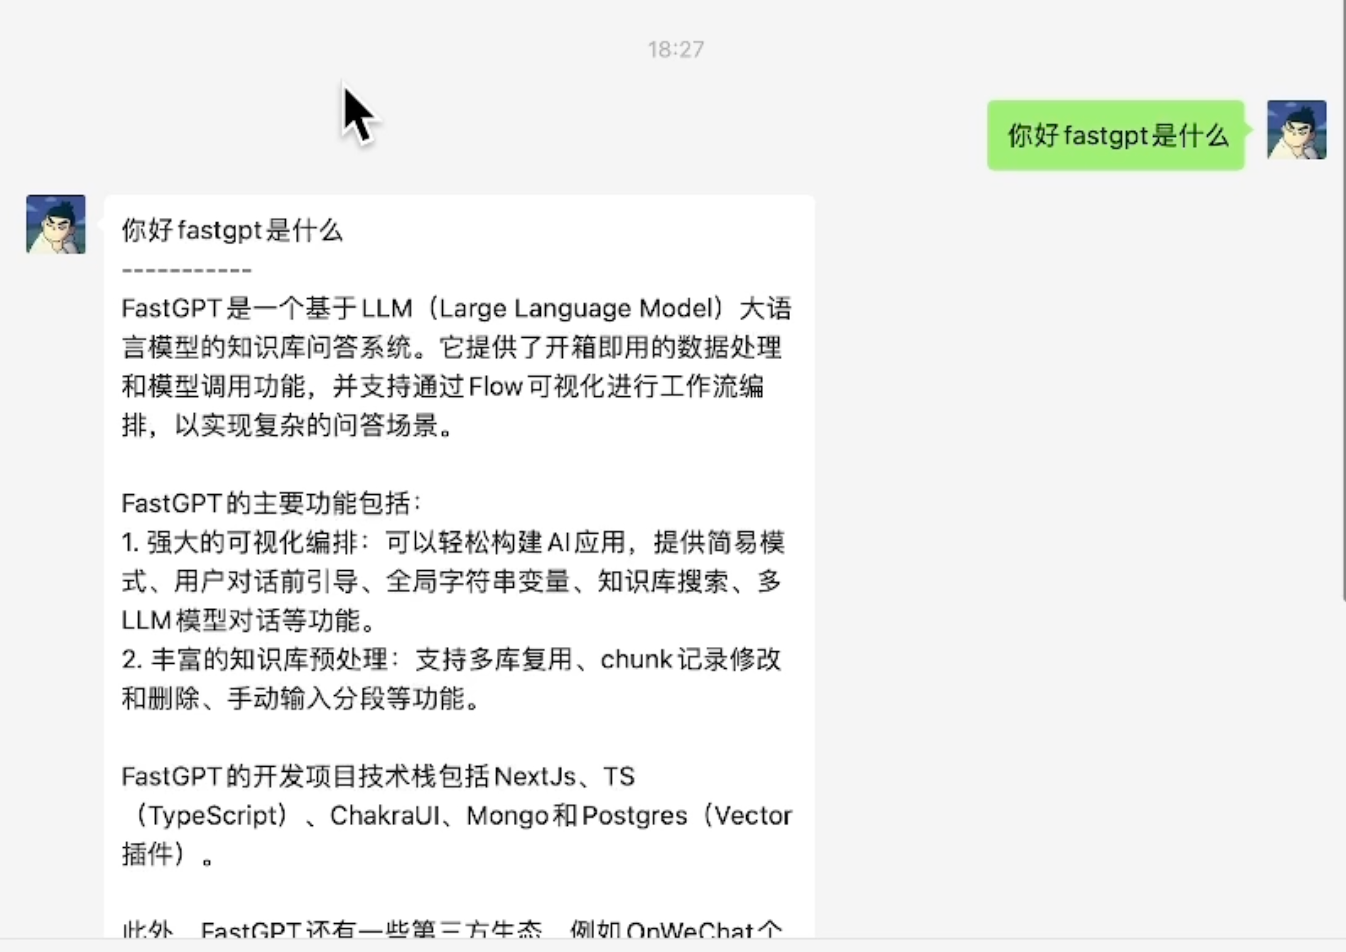 18:27
你好fastgpt是什么
你好fastgpt是什么
-----------
FastGPT是一个基于LLM（Large Language Model）大语
言模型的知识库问答系统。它提供了开箱即用的数据处理
和模型调用功能，并支持通过Flow可视化进行工作流编
排，以实现复杂的问答场景。
FastGPT的主要功能包括：
1. 强大的可视化编排：可以轻松构建AI应用，提供简易模
式、用户对话前引导、全局字符串变量、知识库搜索、多
LLM模型对话等功能。
2. 丰富的知识库预处理：支持多库复用、chunk记录修改
和删除、手动输入分段等功能。
FastGPT的开发项目技术栈包括NextJs、TS
（TypeScript）、ChakraUI、Mongo和Postgres（Vector
插件）。
此外，FastGPT还有一些第三方生态，例如OnWeChat个